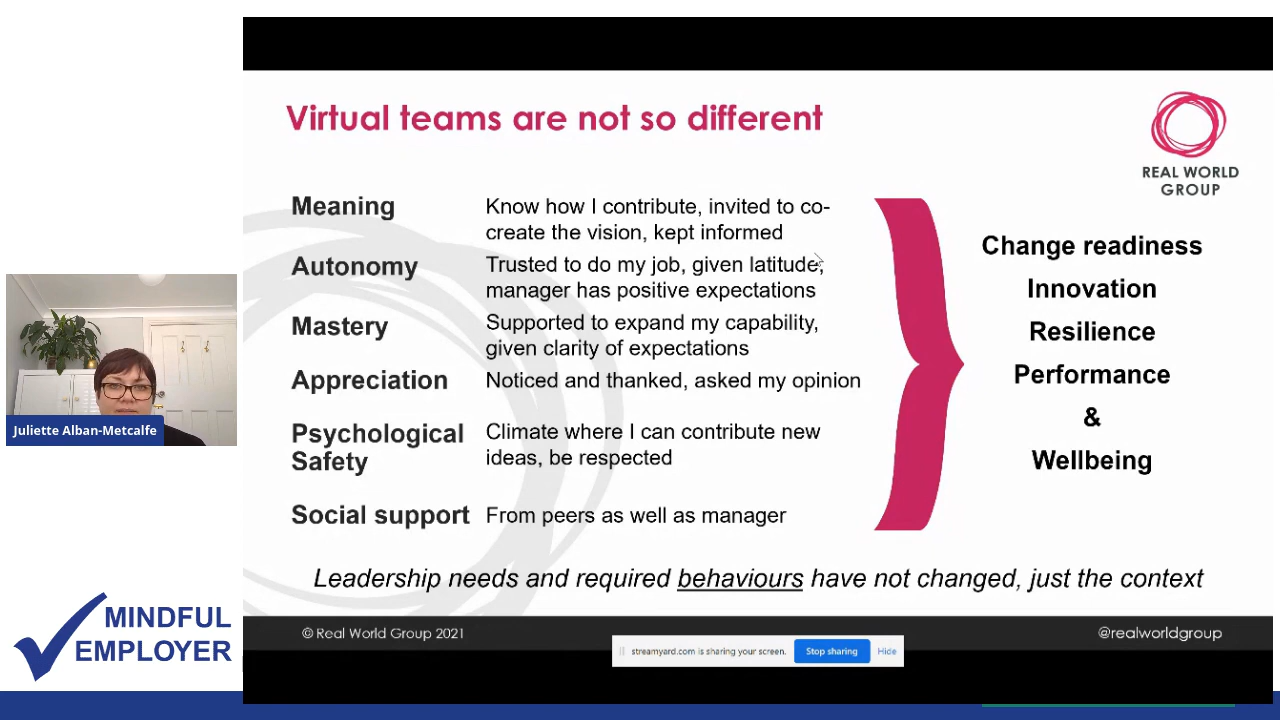 Virtual teams are not so different
REAL WORLD
GROUP
Meaning
Know how I contribute, invited to co-
create the vision, kept informed
Autonomy
Trusted to do my job, given latitude,
manager has positive expectations
Mastery
Supported to expand my capability,
given clarity of expectations
Appreciation
Noticed and thanked, asked my opinion
Psychological
Safety
Climate where I can contribute new
ideas, be respected
Social support
From peers as well as manager
Change readiness
Innovation
Resilience
Performance
&
Wellbeing
Leadership needs and required behaviours have not changed, just the context
© Real World Group 2021
@realworldgroup
streamyard.com is sharing your screen.
Stop sharing
Hide
Juliette Alban-Metcalfe
MINDFUL
EMPLOYER